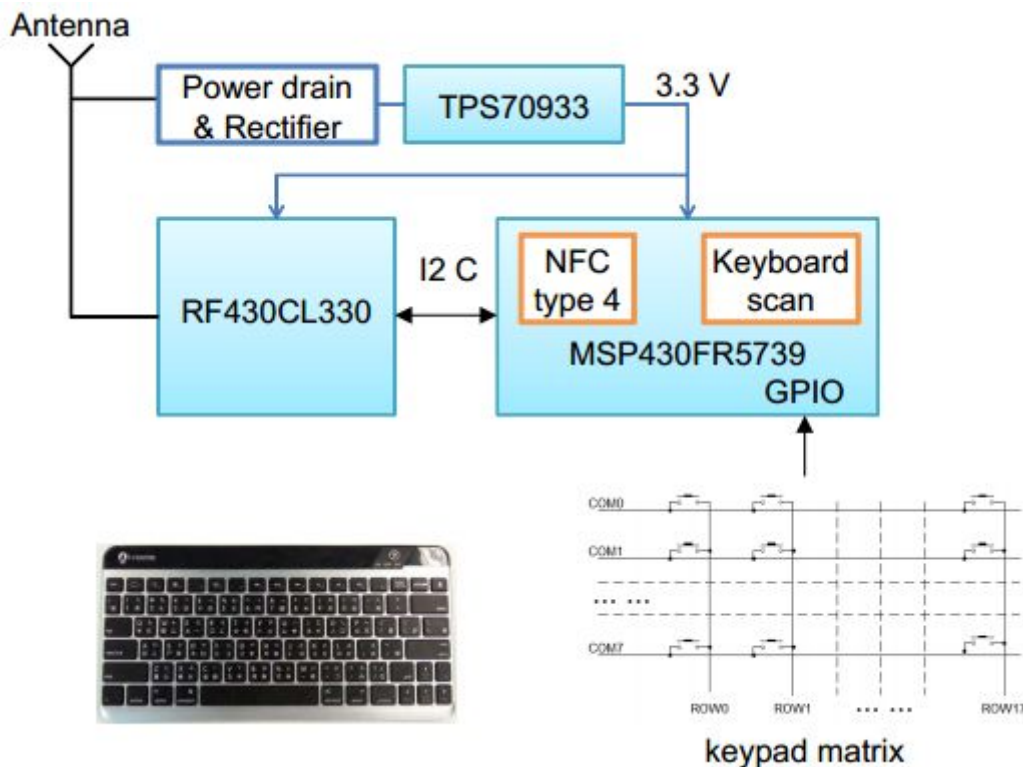 Antenna
Power drain
& Rectifier
TPS70933
3.3 V
RF430CL330
I2 C
NFC
type 4
Keyboard
scan
MSP430FR5739
GPIO
COM0
COM1
... ...
COM7
ROW0
ROW1
... ...
keypad matrix